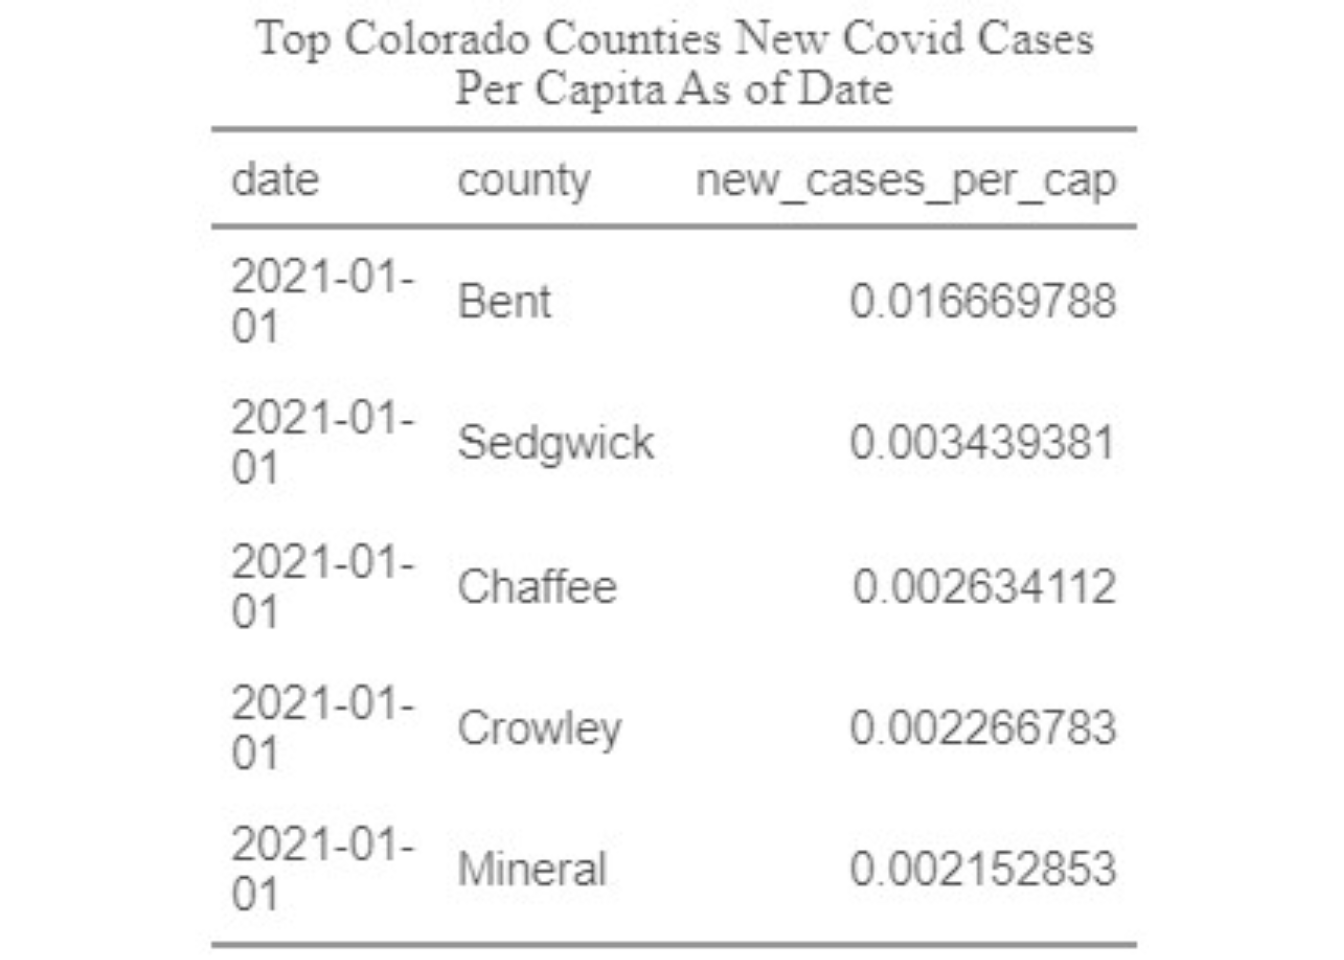 Top Colorado Counties New Covid Cases
Per Capita As of Date
date county new_cases_per_cap
2021-01-
01 Bent 0.016669788
2021-01-
01 Sedgwick 0.003439381
2021-01-
01 Chaffee 0.002634112
2021-01-
01 Crowley 0.002266783
2021-01-
01 Mineral 0.002152853